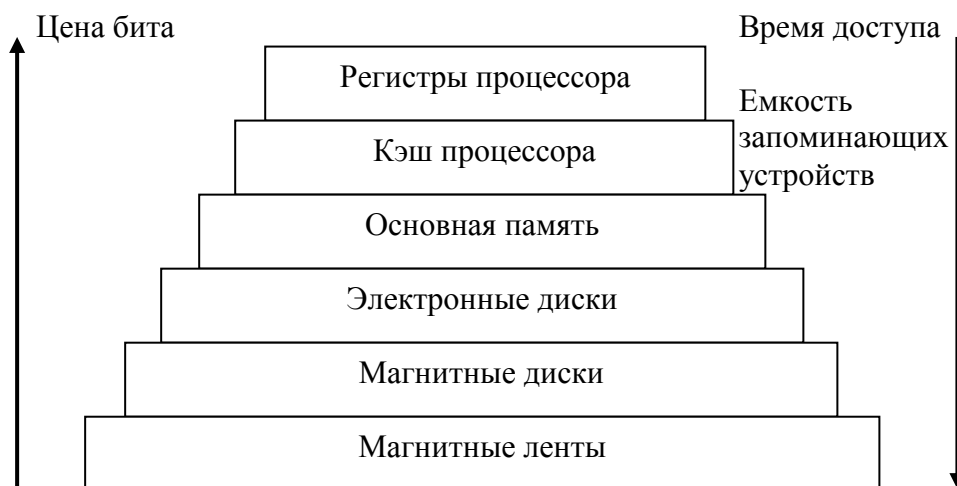 Цена бита
Время доступа
Регистры процессора
Емкость
запоминающих
устройств
Кэш процессора
Основная память
Электронные диски
Магнитные диски
Магнитные ленты